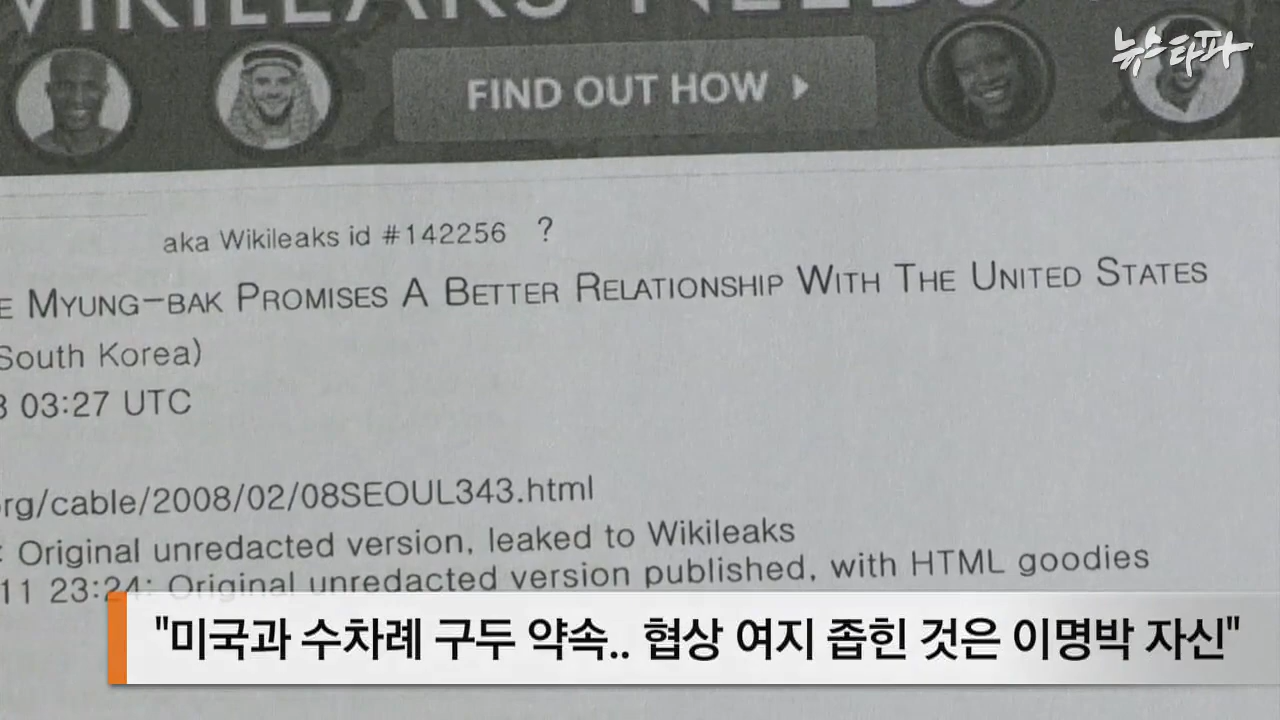 WIKILEAKS NEEDS
뉴스타파
FIND OUT HOW
aka Wikileaks id #142256 ?
E MYUNG-BAK PROMISES A BETTER RELATIONSHIP WITH THE UNITED STATES
South Korea)
3 03:27 UTC
rg/cable/2008/02/08SEOUL343.html
: Original unredacted version, leaked to Wikileaks
11 23:24: Original unredacted version published, with HTML goodies
"미국과 수차례 구두 약속.. 협상 여지 좁힌 것은 이명박 자신"